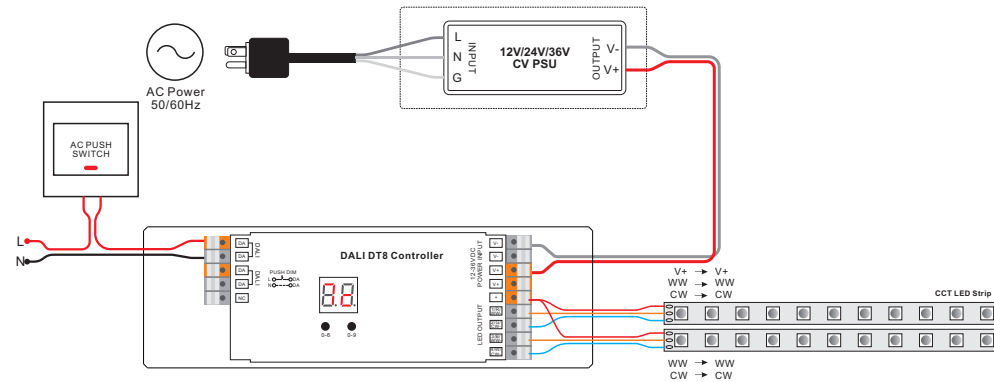 L
N
G
INPUT
12V/24V/36V
CV PSU
OUTPUT
V-
V+
AC Power
50/60Hz
AC PUSH
SWITCH
L
N
DA
DA
DALI
DA
DA
DALI
NC
PUSH DIM
L DA
N DA
DALI DT8 Controller
0-6
0-9
12-36VDC
POWER INPUT
V-
V-
V+
V+
+
LED OUTPUT
V+ → V+
WW → WW
CW → CW
CCT LED Strip
WW → WW
CW → CW